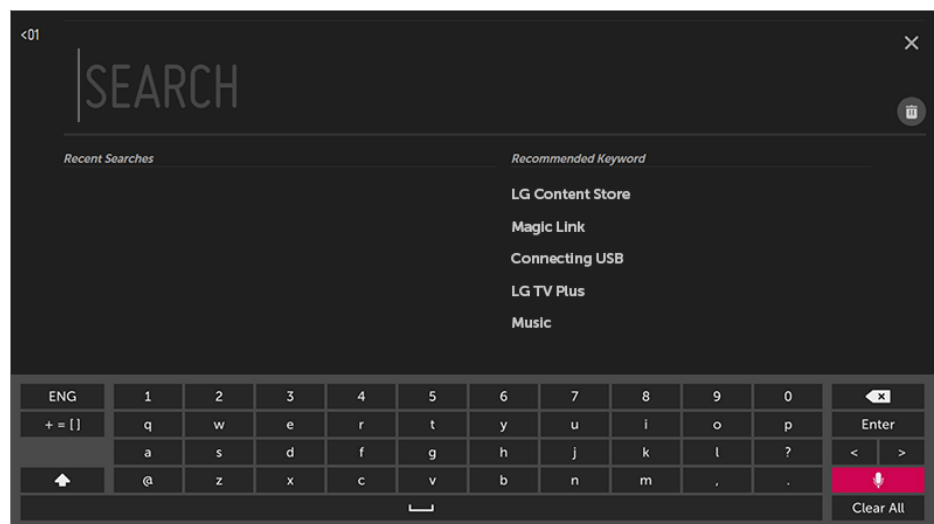 <01
SEARCH
Recent Searches
Recommended Keyword
LG Content Store
Magic Link
Connecting USB
LG TV Plus
Music
ENG 1 2 3 4 5 6 7 8 9 0
+ = [ ] q w e r t y u i o p Enter
a s d f g h j k l ? < >
@ z x c v b n m , .
Clear All